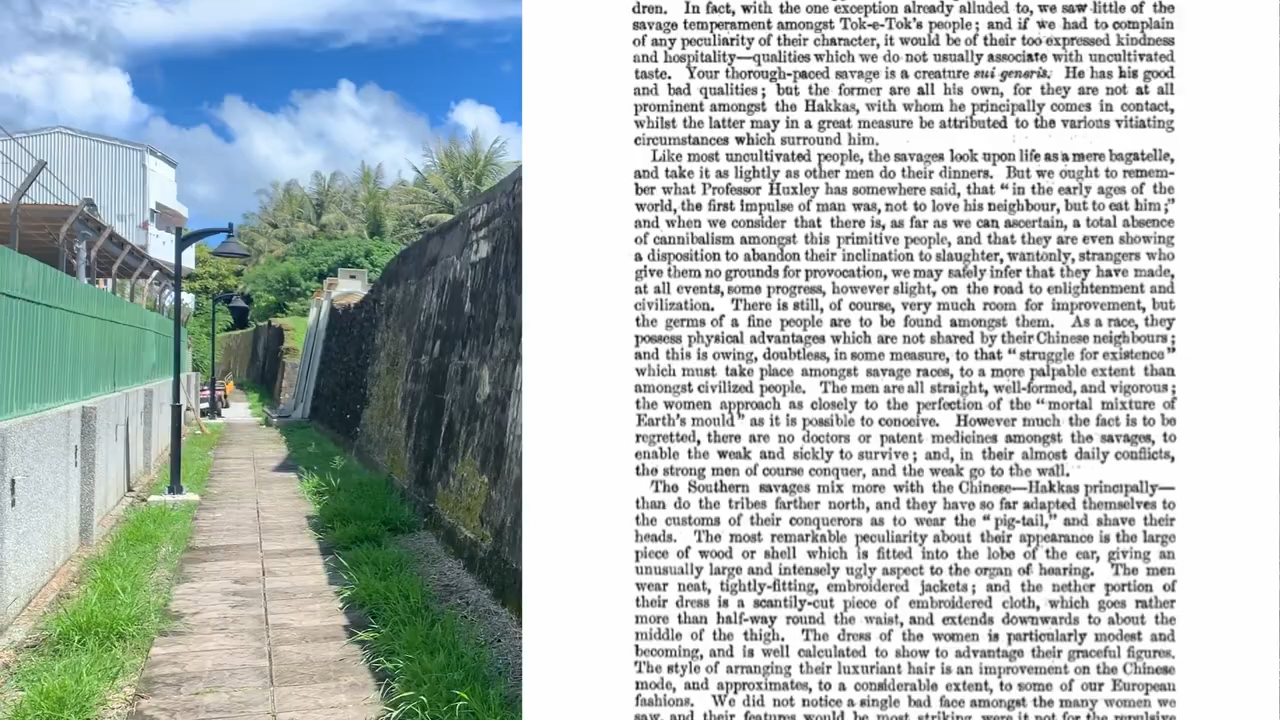 dren. In fact, with the one exception already alluded to, we saw little of the
savage temperament amongst Tok-e-Tok's people; and if we had to complain
of any peculiarity of their character, it would be of their too expressed kindness
and hospitality—qualities which we do not usually associate with uncultivated
taste. Your thorough-paced savage is a creature sui generis. He has his good
and bad qualities; but the former are all his own, for they are not at all
prominent amongst the Hakkas, with whom he principally comes in contact,
whilst the latter may in a great measure be attributed to the various vitiating
circumstances which surround him.
Like most uncultivated people, the savages look upon life as a mere bagatelle,
and take it as lightly as other men do their dinners. But we ought to remem-
ber what Professor Huxley has somewhere said, that "in the early ages of the
world, the first impulse of man was, not to love his neighbour, but to eat him;"
and when we consider that there is, as far as we can ascertain, a total absence
of cannibalism amongst this primitive people, and that they are even showing
a disposition to abandon their inclination to slaughter, wantonly, strangers who
give them no grounds for provocation, we may safely infer that they have made,
at all events, some progress, however slight, on the road to enlightenment and
civilization. There is still, of course, very much room for improvement, but
the germs of a fine people are to be found amongst them. As a race, they
possess physical advantages which are not shared by their Chinese neighbours;
and this is owing, doubtless, in some measure, to that "struggle for existence"
which must take place amongst savage races, to a more palpable extent than
amongst civilized people. The men are all straight, well-formed, and vigorous;
the women approach as closely to the perfection of the "mortal mixture of
Earth's mould" as it is possible to conceive. However much the fact is to be
regretted, there are no doctors or patent medicines amongst the savages, to
enable the weak and sickly to survive; and, in their almost daily conflicts,
the strong men of course conquer, and the weak go to the wall.
The Southern savages mix more with the Chinese—Hakkas principally—
than do the tribes farther north, and they have so far adapted themselves to
the customs of their conquerors as to wear the "pig-tail," and shave their
heads. The most remarkable peculiarity about their appearance is the large
piece of wood or shell which is fitted into the lobe of the ear, giving an
unusually large and intensely ugly aspect to the organ of hearing. The men
wear neat, tightly-fitting, embroidered jackets; and the nether portion of
their dress is a scantily-cut piece of embroidered cloth, which goes rather
more than half-way round the waist, and extends downwards to about the
middle of the thigh. The dress of the women is particularly modest and
becoming, and is well calculated to show to advantage their graceful figures.
The style of arranging their luxuriant hair is an improvement on the Chinese
mode, and approximates, to a considerable extent, to some of our European
fashions. We did not notice a single bad face amongst the many women we
saw, and their features would be most striking, were it not for the repulsive